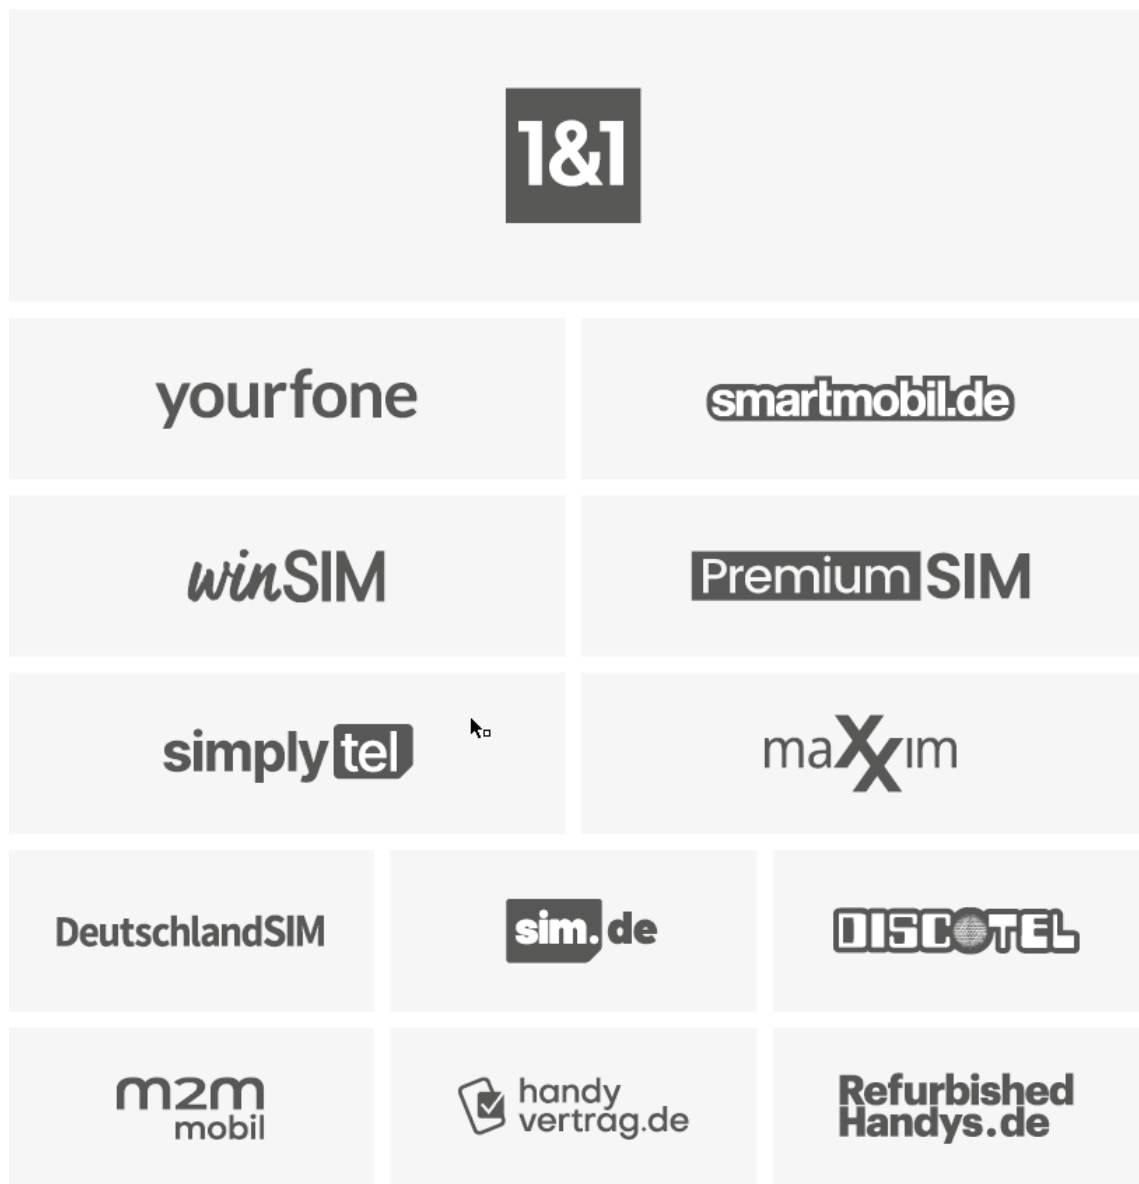 1&1
yourfone
smartmobil.de
winSIM
Premium SIM
simply tel
maXxim
DeutschlandSIM
sim.de
DISCOTEL
m2m
mobil
handy
vertrag.de
Refurbished
Handys.de